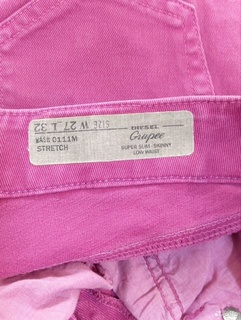 SIZE W 27 L 32
WASH 0111M
STRETCH
DIESEL
Grupee
SUPER SLIM-SKINNY
LOW WAIST